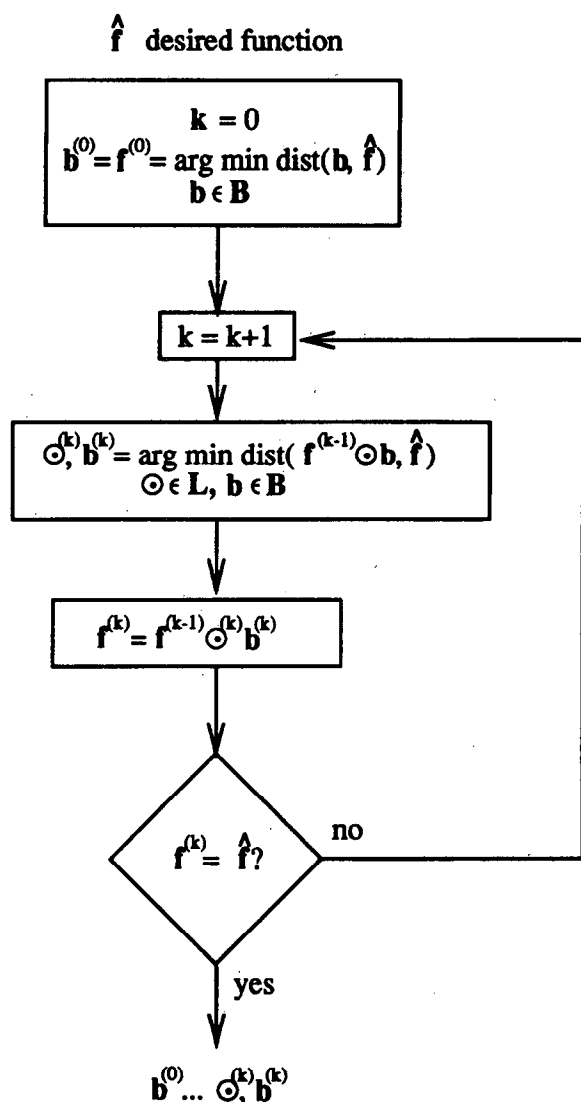 f̂ desired function
k = 0
b⁽⁰⁾= f⁽⁰⁾= arg min dist(b, f̂)
b ϵ B
k = k+1
⊙⁽ᵏ⁾, b⁽ᵏ⁾= arg min dist( f⁽ᵏ⁻¹⁾⊙b, f̂)
⊙ ϵ L, b ϵ B
f⁽ᵏ⁾= f⁽ᵏ⁻¹⁾ ⊙⁽ᵏ⁾ b⁽ᵏ⁾
f⁽ᵏ⁾= f̂?
no
yes
b⁽⁰⁾... ⊙⁽ᵏ⁾, b⁽ᵏ⁾